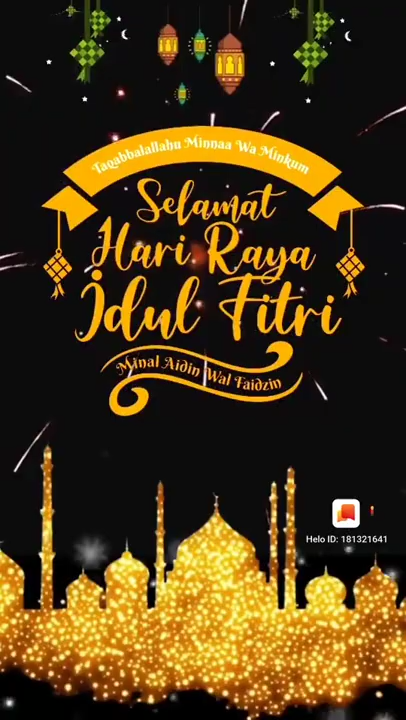 Taqabbalallahu Minnaa Wa Minkum
Selamat
Hari Raya
Idul Fitri
Minal Aidin Wal Faidzin
Helo ID: 181321641